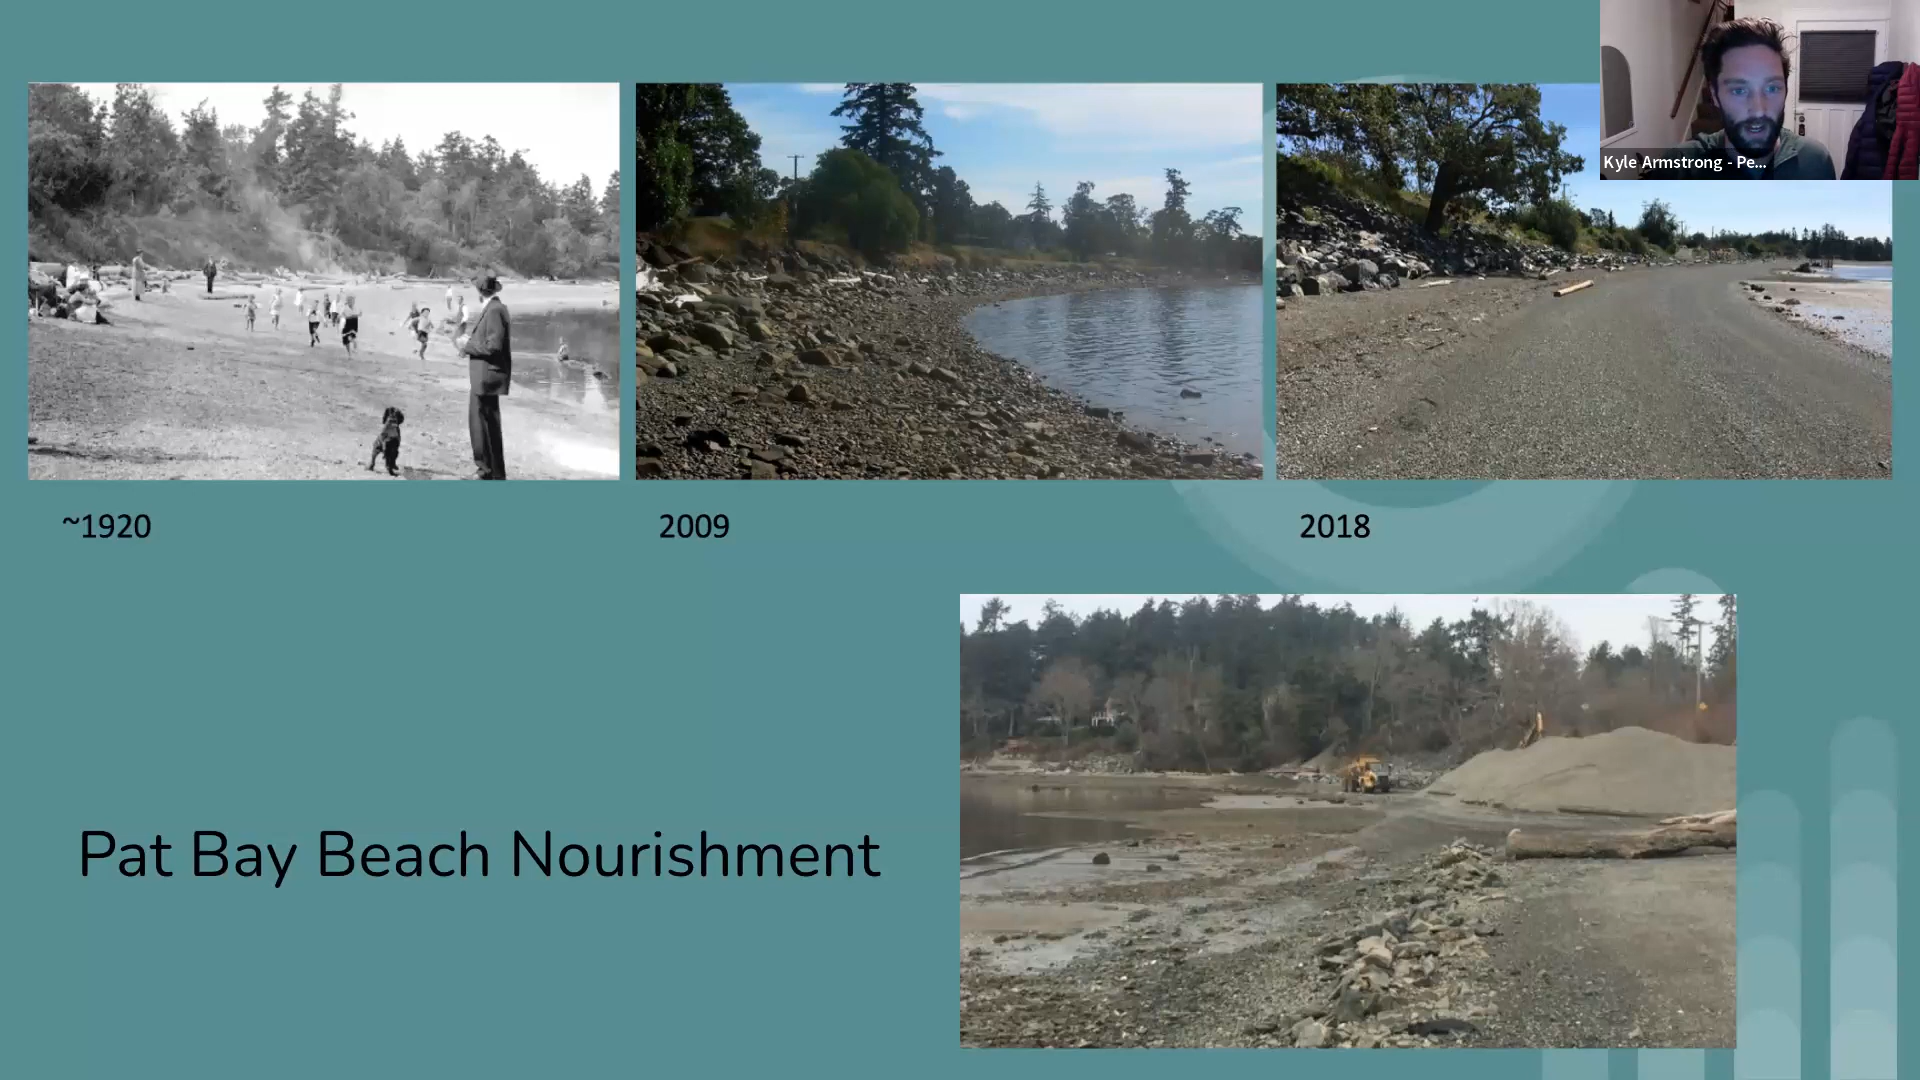 Kyle Armstrong - Pe...
~1920
2009
2018
Pat Bay Beach Nourishment